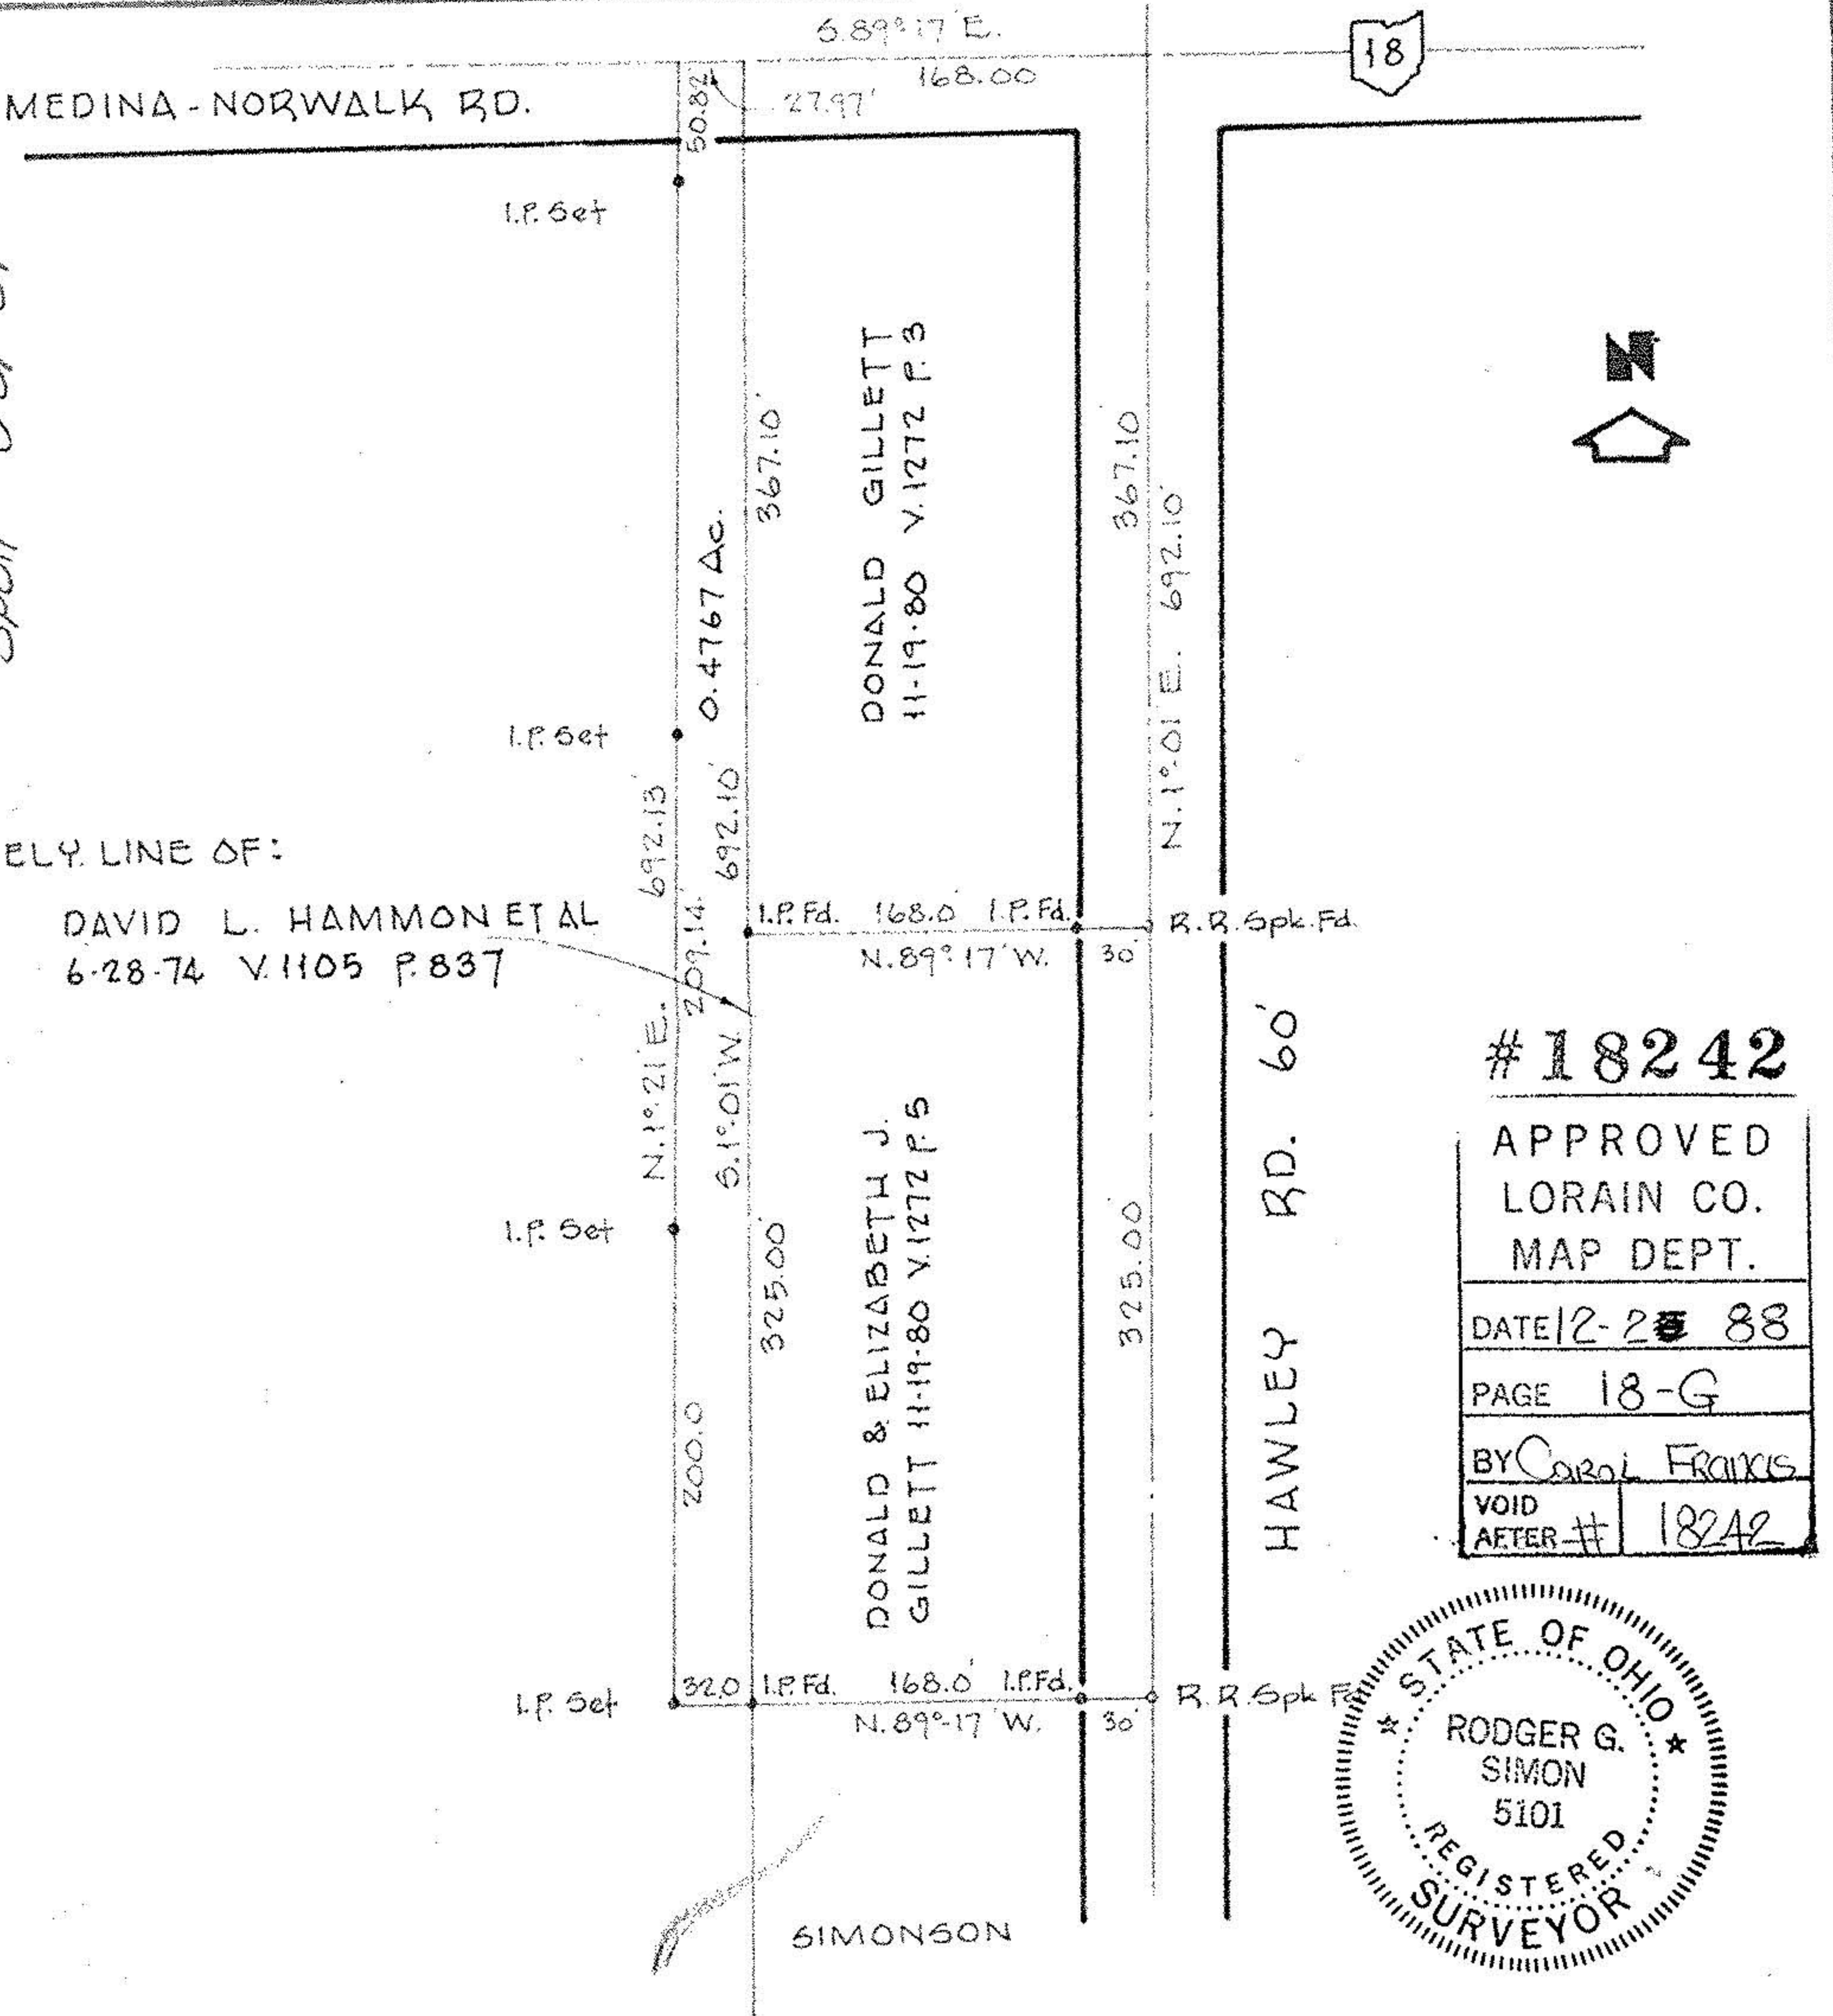 S. 89° 17' E.
18
168.00
MEDINA - NORWALK RD.
50.82
27.97'
I.P. Set
DONALD GILLETT
11-19-80 V. 1272 P. 3
367.10'
367.10
0.4767 Ac.
N. 1°-01' E. 692.10'
N
I.P. Set
692.13'
692.10'
ELY. LINE OF:
DAVID L. HAMMON ET AL
6-28-74 V. 1105 P. 837
209.14
I.P. Fd. 168.0 I.P. Fd.
R.R. Spk. Fd.
N. 89° 17' W. 30'
N. 1°-21' E.
S. 1°-01' W.
HAWLEY RD. 60'
#18242
APPROVED
LORAIN CO.
MAP DEPT.
DATE 12-2 88
PAGE 18-G
BY CAROL FRANCIS
VOID
AFTER # 18242
I.P. Set
DONALD & ELIZABETH J.
GILLETT 11-19-80 V. 1272 P. 5
325.00'
325.00'
200.0
I.P. Set
32.0 I.P. Fd. 168.0' I.P. Fd.
R.R. Spk Fd
N. 89°-17' W. 30'
STATE OF OHIO
RODGER G.
SIMON
5101
REGISTERED
SURVEYOR
SIMONSON